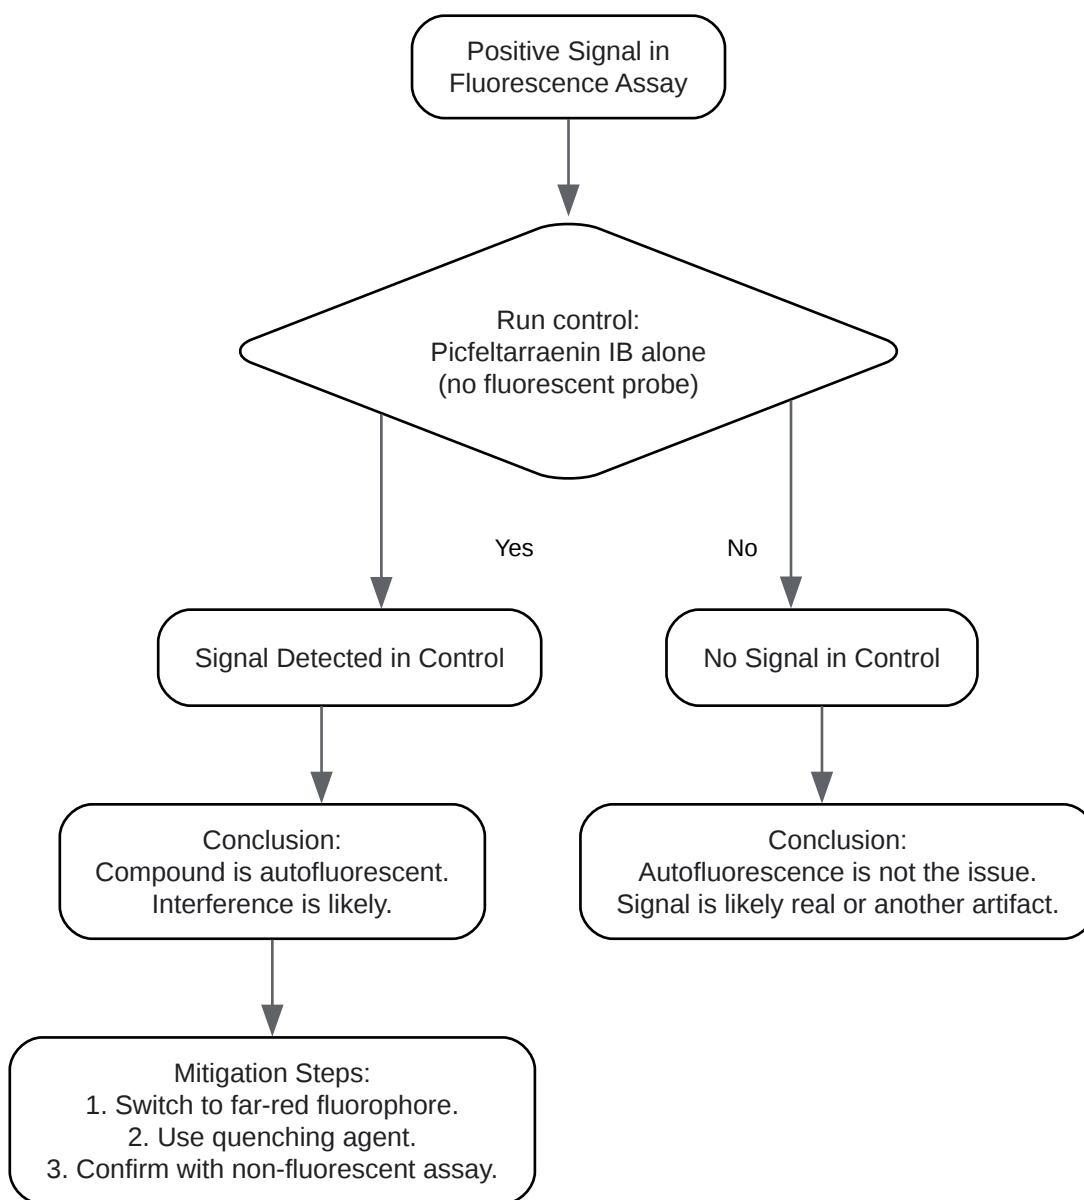 Positive Signal in
Fluorescence Assay
Run control:
Picfeltarraenin IB alone
(no fluorescent probe)
Yes
No
Signal Detected in Control
No Signal in Control
Conclusion:
Compound is autofluorescent.
Interference is likely.
Conclusion:
Autofluorescence is not the issue.
Signal is likely real or another artifact.
Mitigation Steps:
1. Switch to far-red fluorophore.
2. Use quenching agent.
3. Confirm with non-fluorescent assay.